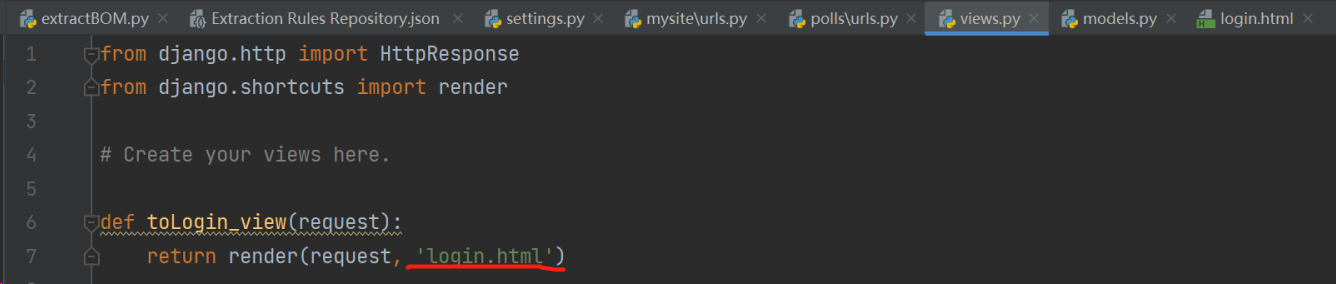 extractBOM.py Extraction Rules Repository.json settings.py mysite\urls.py polls\urls.py views.py models.py login.html
1 from django.http import HttpResponse
2 from django.shortcuts import render
3
4 # Create your views here.
5
6 def toLogin_view(request):
7 return render(request, 'login.html')